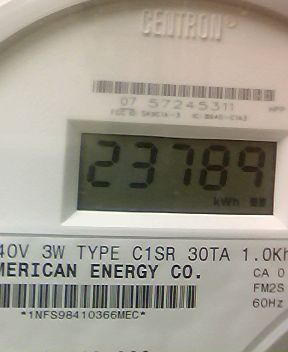 CENTRON
07 57245311
23789
kWh
40V 3W TYPE C1SR 30TA 1.0Kh
MERICAN ENERGY CO.
CA 0
FM2S
60Hz
*1NFS98410366MEC*